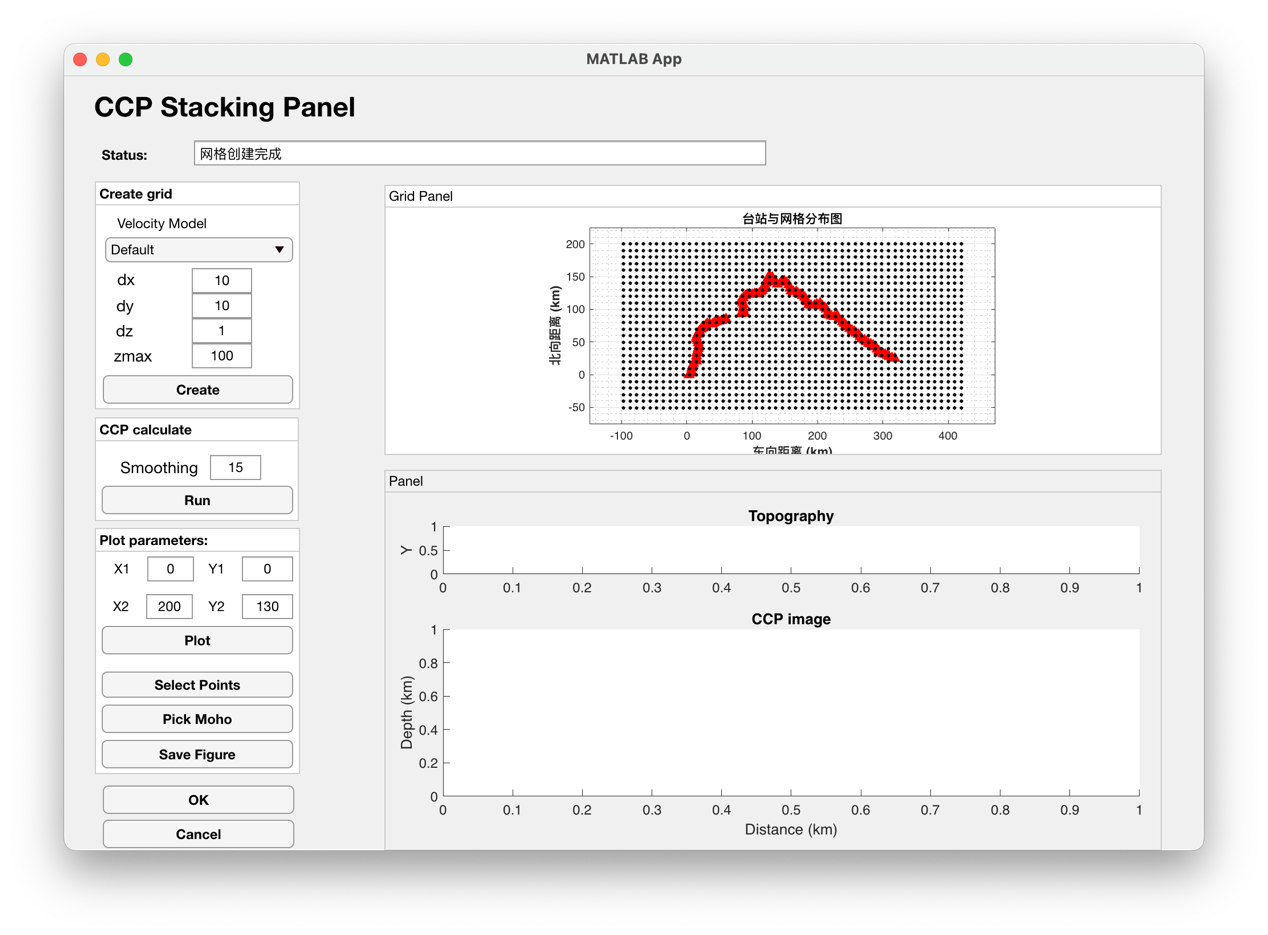 MATLAB App
CCP Stacking Panel
Status:
网格创建完成
Create grid
Velocity Model
Default
dx 10
dy 10
dz 1
zmax 100
Create
CCP calculate
Smoothing 15
Run
Plot parameters:
X1 0 Y1 0
X2 200 Y2 130
Plot
Select Points
Pick Moho
Save Figure
OK
Cancel
Grid Panel
台站与网格分布图
北向距离 (km)
200
150
100
50
0
-50
-100 0 100 200 300 400
车向距离 (km)
Panel
Topography
Y
1
0.5
0
0 0.1 0.2 0.3 0.4 0.5 0.6 0.7 0.8 0.9 1
CCP image
Depth (km)
1
0.8
0.6
0.4
0.2
0
0 0.1 0.2 0.3 0.4 0.5 0.6 0.7 0.8 0.9 1
Distance (km)